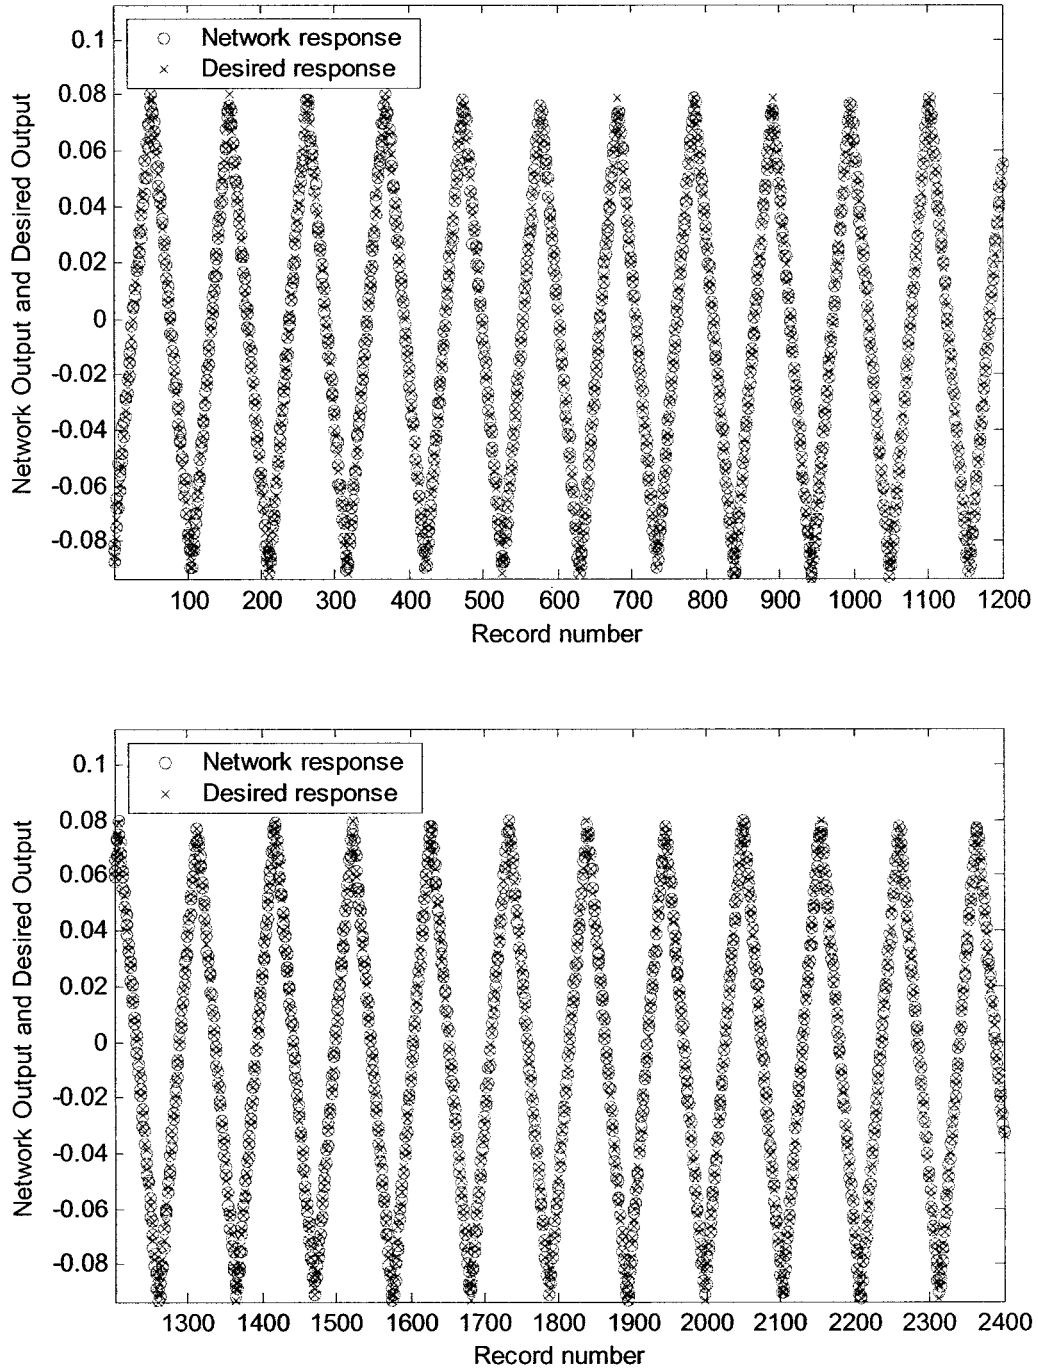 Network Output and Desired Output
0.1
0.08
0.06
0.04
0.02
0
-0.02
-0.04
-0.06
-0.08
Network response
Desired response
100 200 300 400 500 600 700 800 900 1000 1100 1200
Record number
Network Output and Desired Output
0.1
0.08
0.06
0.04
0.02
0
-0.02
-0.04
-0.06
-0.08
Network response
Desired response
1300 1400 1500 1600 1700 1800 1900 2000 2100 2200 2300 2400
Record number